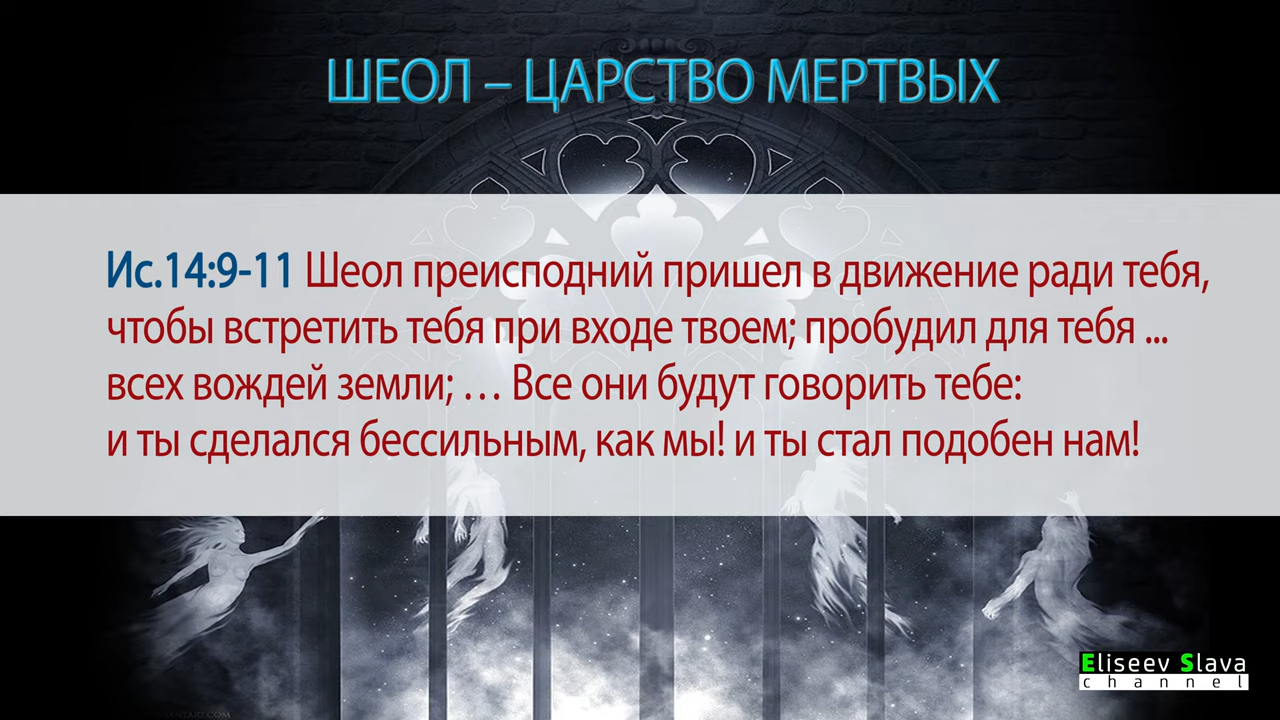 ШЕОЛ – ЦАРСТВО МЕРТВЫХ
Ис.14:9-11 Шеол преисподний пришел в движение ради тебя,
чтобы встретить тебя при входе твоем; пробудил для тебя ...
всех вождей земли; … Все они будут говорить тебе:
и ты сделался бессильным, как мы! и ты стал подобен нам!
Eliseev Slava
channel